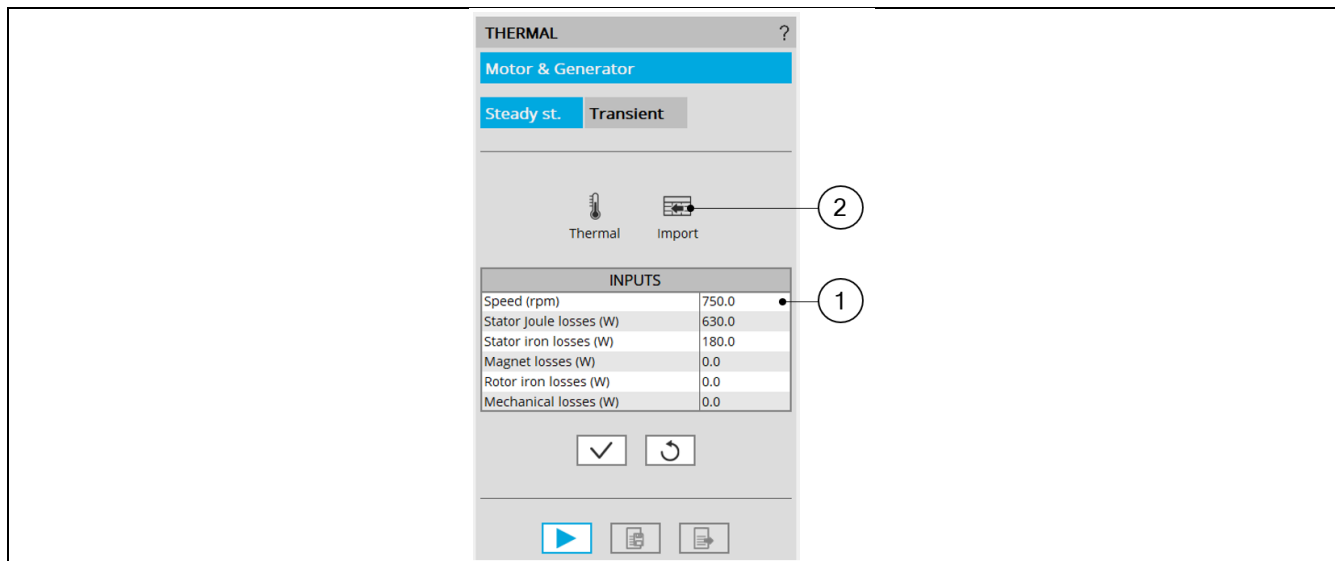 THERMAL ?
Motor & Generator
Steady st. Transient
2
Thermal Import
INPUTS
Speed (rpm) 750.0
1
Stator Joule losses (W) 630.0
Stator iron losses (W) 180.0
Magnet losses (W) 0.0
Rotor iron losses (W) 0.0
Mechanical losses (W) 0.0